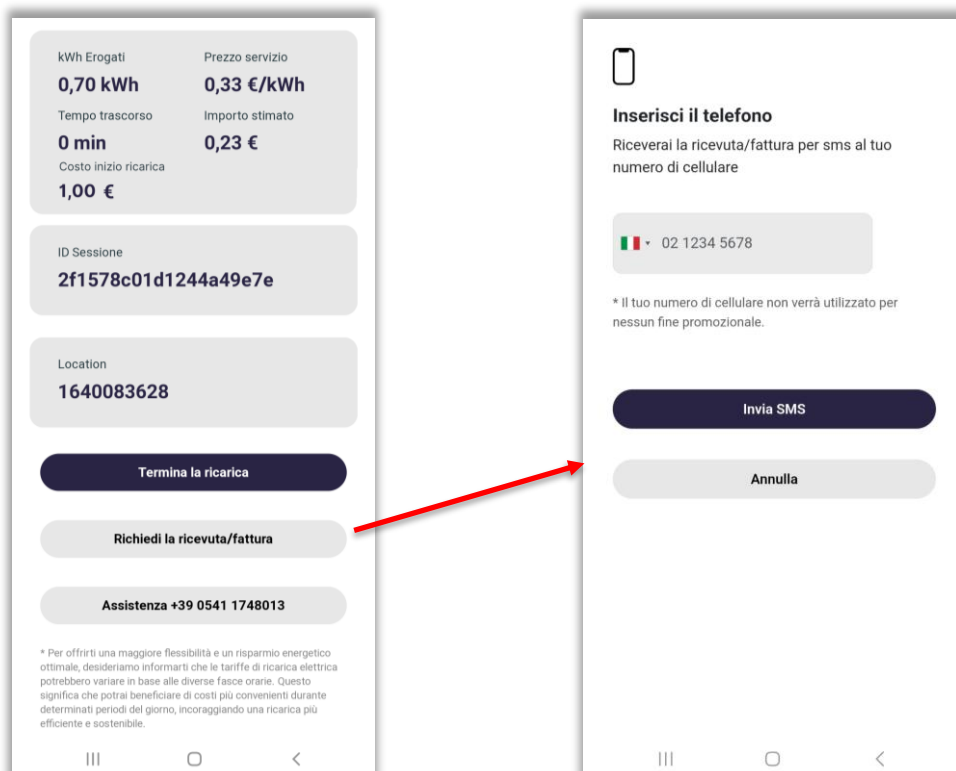 kWh Erogati
Prezzo servizio
0,70 kWh
0,33 €/kWh
Tempo trascorso
Importo stimato
0 min
0,23 €
Costo inizio ricarica
1,00 €
ID Sessione
2f1578c01d1244a49e7e
Location
1640083628
Termina la ricarica
Richiedi la ricevuta/fattura
Assistenza +39 0541 1748013
* Per offrirti una maggiore flessibilità e un risparmio energetico
ottimale, desideriamo informarti che le tariffe di ricarica elettrica
potrebbero variare in base alle diverse fasce orarie. Questo
significa che potrai beneficiare di costi più convenienti durante
determinati periodi del giorno, incoraggiando una ricarica più
efficiente e sostenibile.
Inserisci il telefono
Riceverai la ricevuta/fattura per sms al tuo
numero di cellulare
02 1234 5678
* Il tuo numero di cellulare non verrà utilizzato per
nessun fine promozionale.
Invia SMS
Annulla